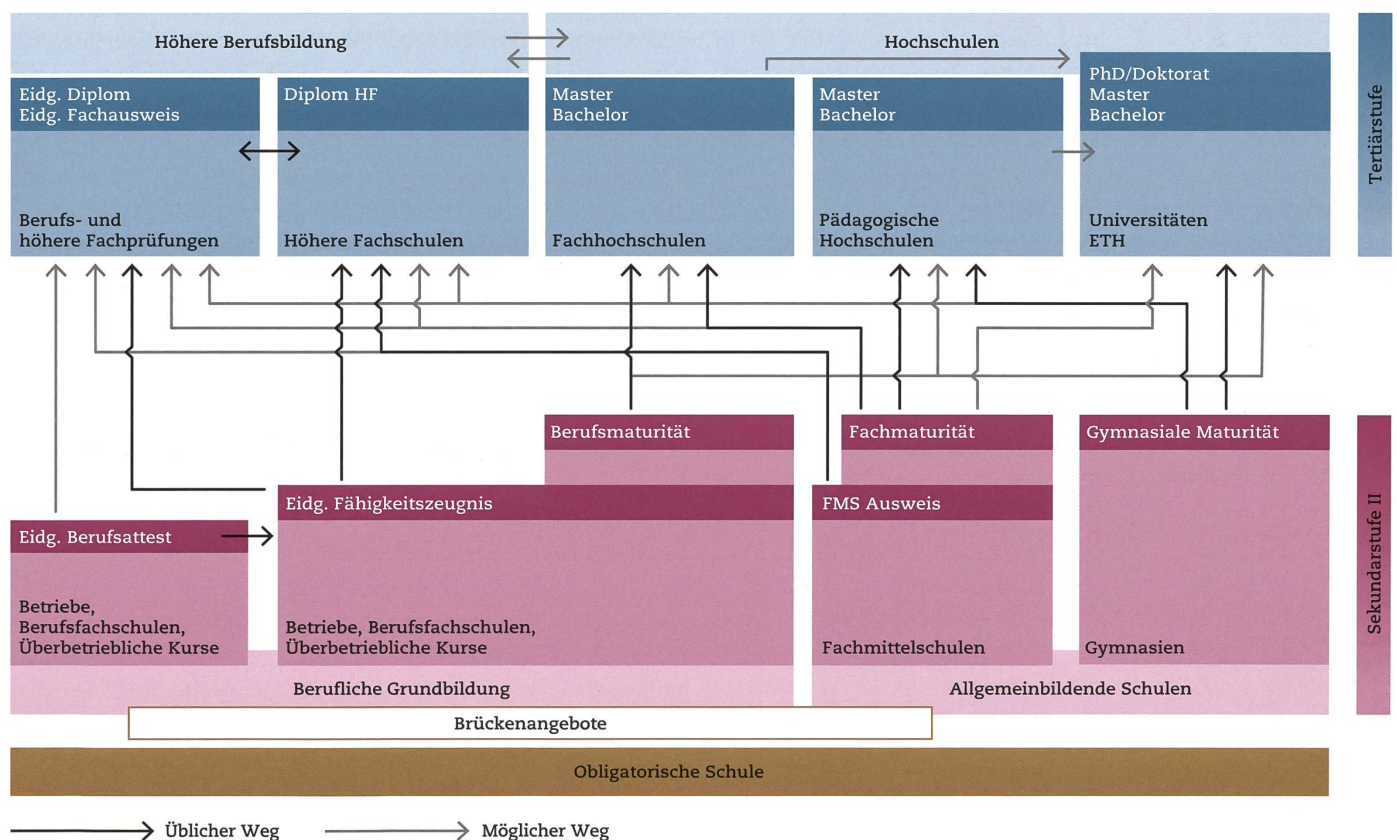 Höhere Berufsbildung
Hochschulen
Eidg. Diplom
Eidg. Fachausweis
Berufs- und
höhere Fachprüfungen
Diplom HF
Höhere Fachschulen
Master
Bachelor
Fachhochschulen
Master
Bachelor
Pädagogische
Hochschulen
PhD/Doktorat
Master
Bachelor
Universitäten
ETH
Tertiärstufe
Berufsmaturität
Fachmaturität
Gymnasiale Maturität
Eidg. Fähigkeitszeugnis
FMS Ausweis
Eidg. Berufsattest
Betriebe,
Berufsfachschulen,
Überbetriebliche Kurse
Betriebe, Berufsfachschulen,
Überbetriebliche Kurse
Fachmittelschulen
Gymnasien
Sekundarstufe II
Berufliche Grundbildung
Allgemeinbildende Schulen
Brückenangebote
Obligatorische Schule
Üblicher Weg
Möglicher Weg